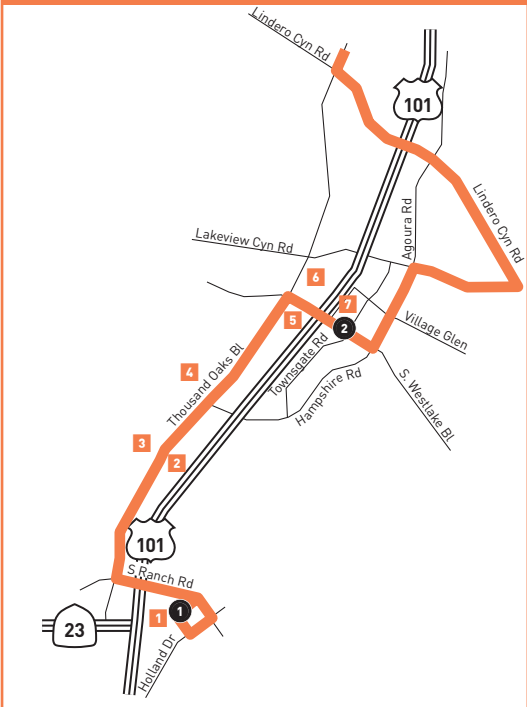 Lindero Cyn Rd
101
Lindero Cyn Rd
Agoura Rd
Lakeview Cyn Rd
6
7
5
2
Village Glen
Townsgate Rd
Hampshire Rd
S. Westlake Bl
Thousand Oaks Bl
4
3
2
101
S Ranch Rd
1
1
23
Holland Dr